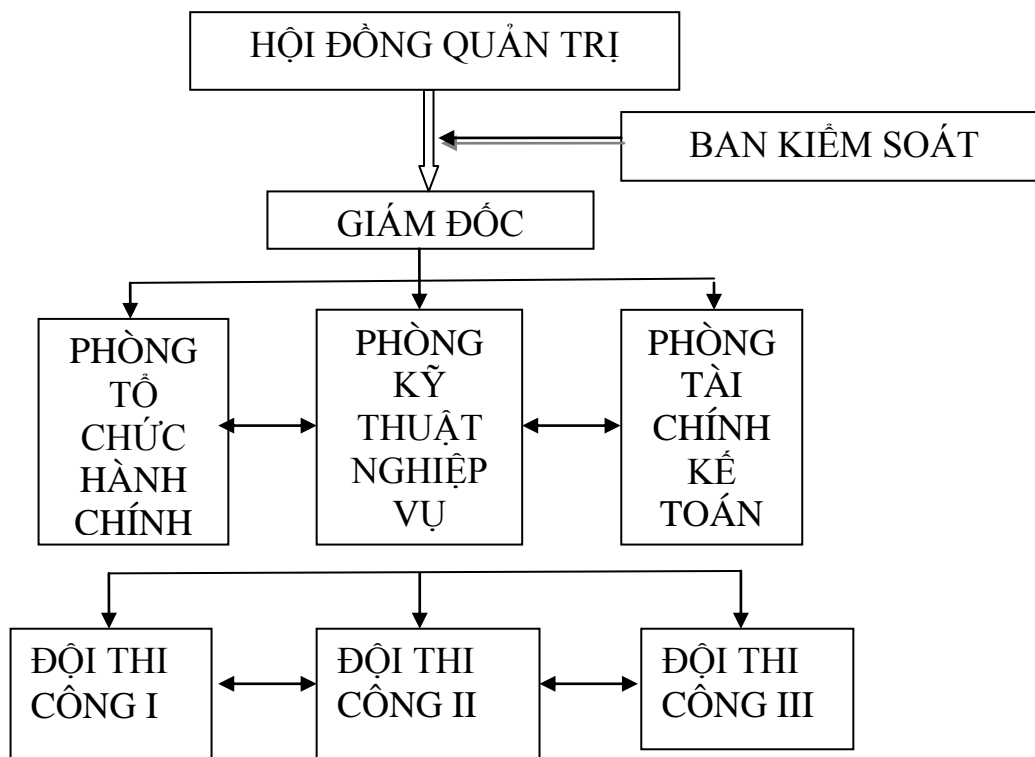 HỘI ĐỒNG QUẢN TRỊ
BAN KIỂM SOÁT
GIÁM ĐỐC
PHÒNG
TỔ
CHỨC
HÀNH
CHÍNH
PHÒNG
KỸ
THUẬT
NGHIỆP
VỤ
PHÒNG
TÀI
CHÍNH
KẾ
TOÁN
ĐỘI THI
CÔNG I
ĐỘI THI
CÔNG II
ĐỘI THI
CÔNG III